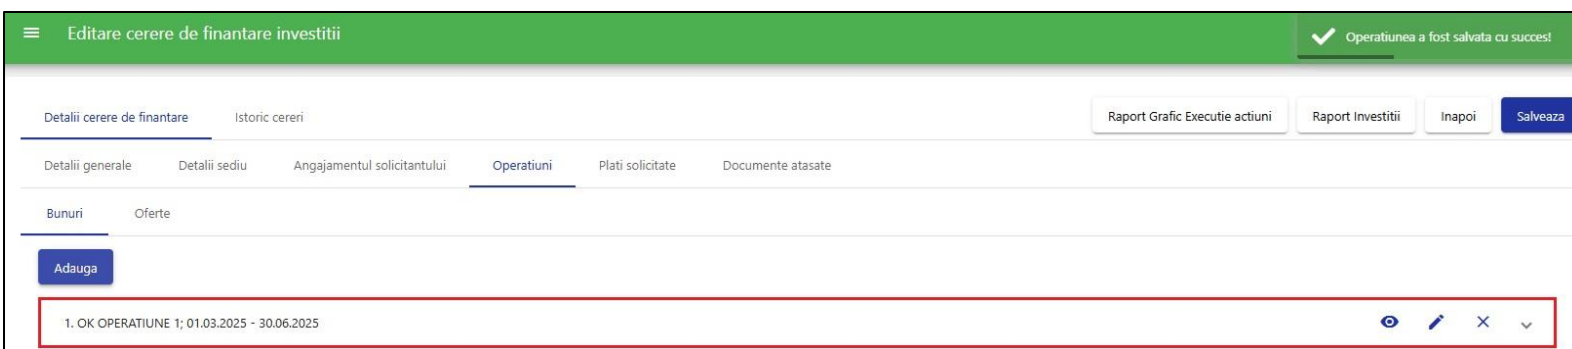 Editare cerere de finantare investitii
Operatiunea a fost salvata cu succes!
Detalii cerere de finantare Istoric cereri Raport Grafic Executie actiuni Raport Investitii Inapoi Salveaza
Detalii generale Detalii sediu Angajamentul solicitantului Operatiuni Plati solicitate Documente atasate
Bunuri Oferte
Adauga
1. OK OPERATIUNE 1; 01.03.2025 - 30.06.2025